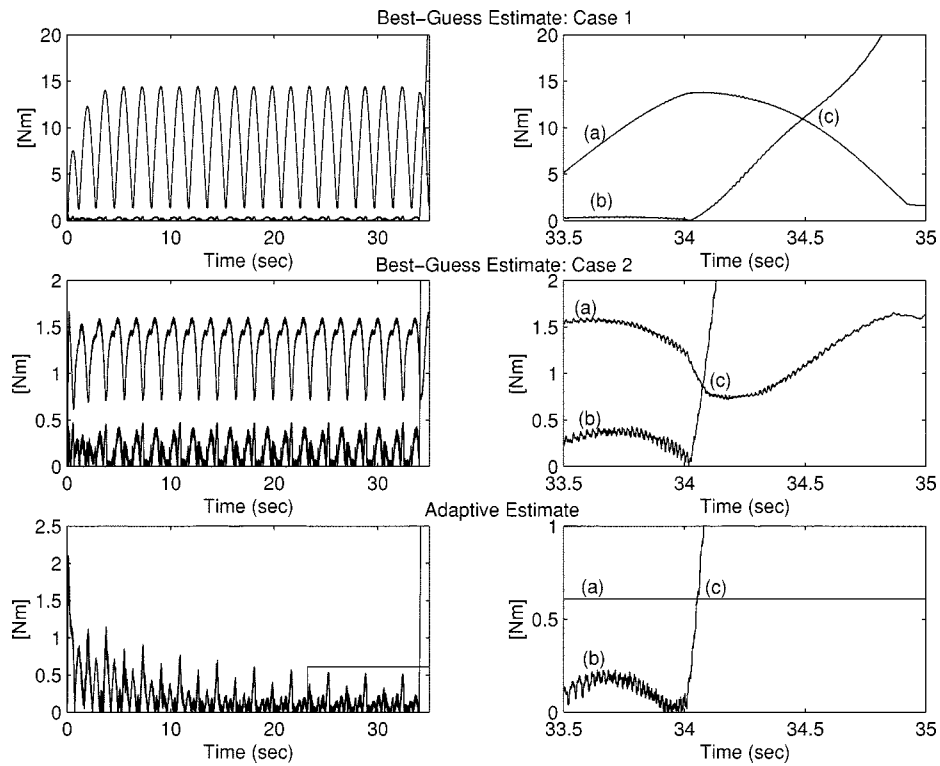 Best–Guess Estimate: Case 1
[Nm]
20
15
10
5
0
0
10
20
30
Time (sec)
[Nm]
20
15
10
5
0
(a)
(b)
(c)
33.5
34
34.5
35
Time (sec)
Best–Guess Estimate: Case 2
[Nm]
2
1.5
1
0.5
0
0
10
20
30
Time (sec)
[Nm]
2
1.5
1
0.5
0
(a)
(b)
(c)
33.5
34
34.5
35
Time (sec)
Adaptive Estimate
[Nm]
2.5
2
1.5
1
0.5
0
0
10
20
30
Time (sec)
[Nm]
1
0.5
0
(a)
(b)
(c)
33.5
34
34.5
35
Time (sec)